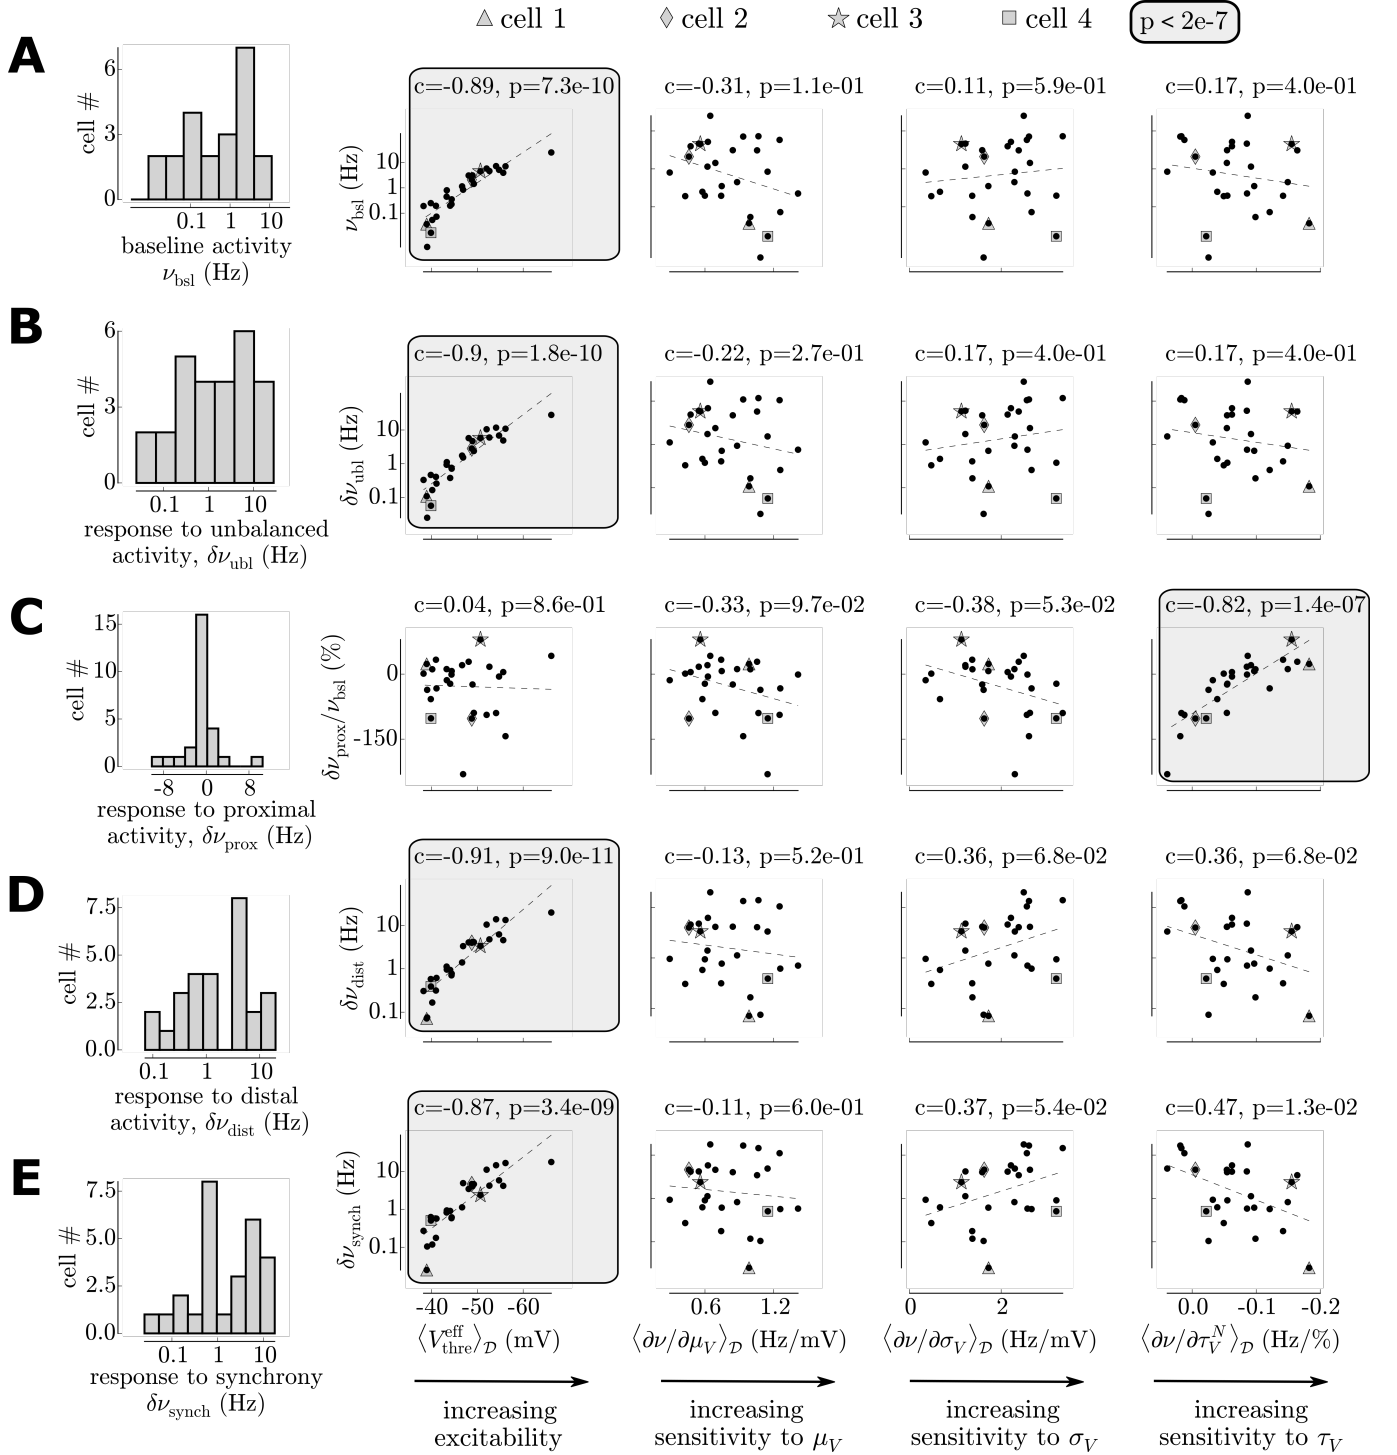 cell 1 cell 2 cell 3 cell 4 p < 2e-7
A
6
3
0
cell #
0.1 1 10
baseline activity
ν_bsl (Hz)
c=-0.89, p=7.3e-10 c=-0.31, p=1.1e-01 c=0.11, p=5.9e-01 c=0.17, p=4.0e-01
ν_bsl (Hz)
10
1
0.1
B
6
3
0
cell #
0.1 1 10
response to unbalanced
activity, δν_ubl (Hz)
c=-0.9, p=1.8e-10 c=-0.22, p=2.7e-01 c=0.17, p=4.0e-01 c=0.17, p=4.0e-01
δν_ubl (Hz)
10
1
0.1
C
15
10
5
0
cell #
-8 0 8
response to proximal
activity, δν_prox (Hz)
c=0.04, p=8.6e-01 c=-0.33, p=9.7e-02 c=-0.38, p=5.3e-02 c=-0.82, p=1.4e-07
δν_prox/ν_bsl (%)
0
-150
D
7.5
5.0
2.5
0.0
cell #
0.1 1 10
response to distal
activity, δν_dist (Hz)
c=-0.91, p=9.0e-11 c=-0.13, p=5.2e-01 c=0.36, p=6.8e-02 c=0.36, p=6.8e-02
δν_dist (Hz)
10
1
0.1
E
7.5
5.0
2.5
0.0
cell #
0.1 1 10
response to synchrony
δν_synch (Hz)
c=-0.87, p=3.4e-09 c=-0.11, p=6.0e-01 c=0.37, p=5.4e-02 c=0.47, p=1.3e-02
δν_synch (Hz)
10
1
0.1
-40 -50 -60 0.6 1.2 0 2 0.0 -0.1 -0.2
⟨V_thre^eff⟩_𝒟 (mV) ⟨∂ν/∂μ_V⟩_𝒟 (Hz/mV) ⟨∂ν/∂σ_V⟩_𝒟 (Hz/mV) ⟨∂ν/∂τ_V^N⟩_𝒟 (Hz/%)
increasing increasing increasing increasing
excitability sensitivity to μ_V sensitivity to σ_V sensitivity to τ_V